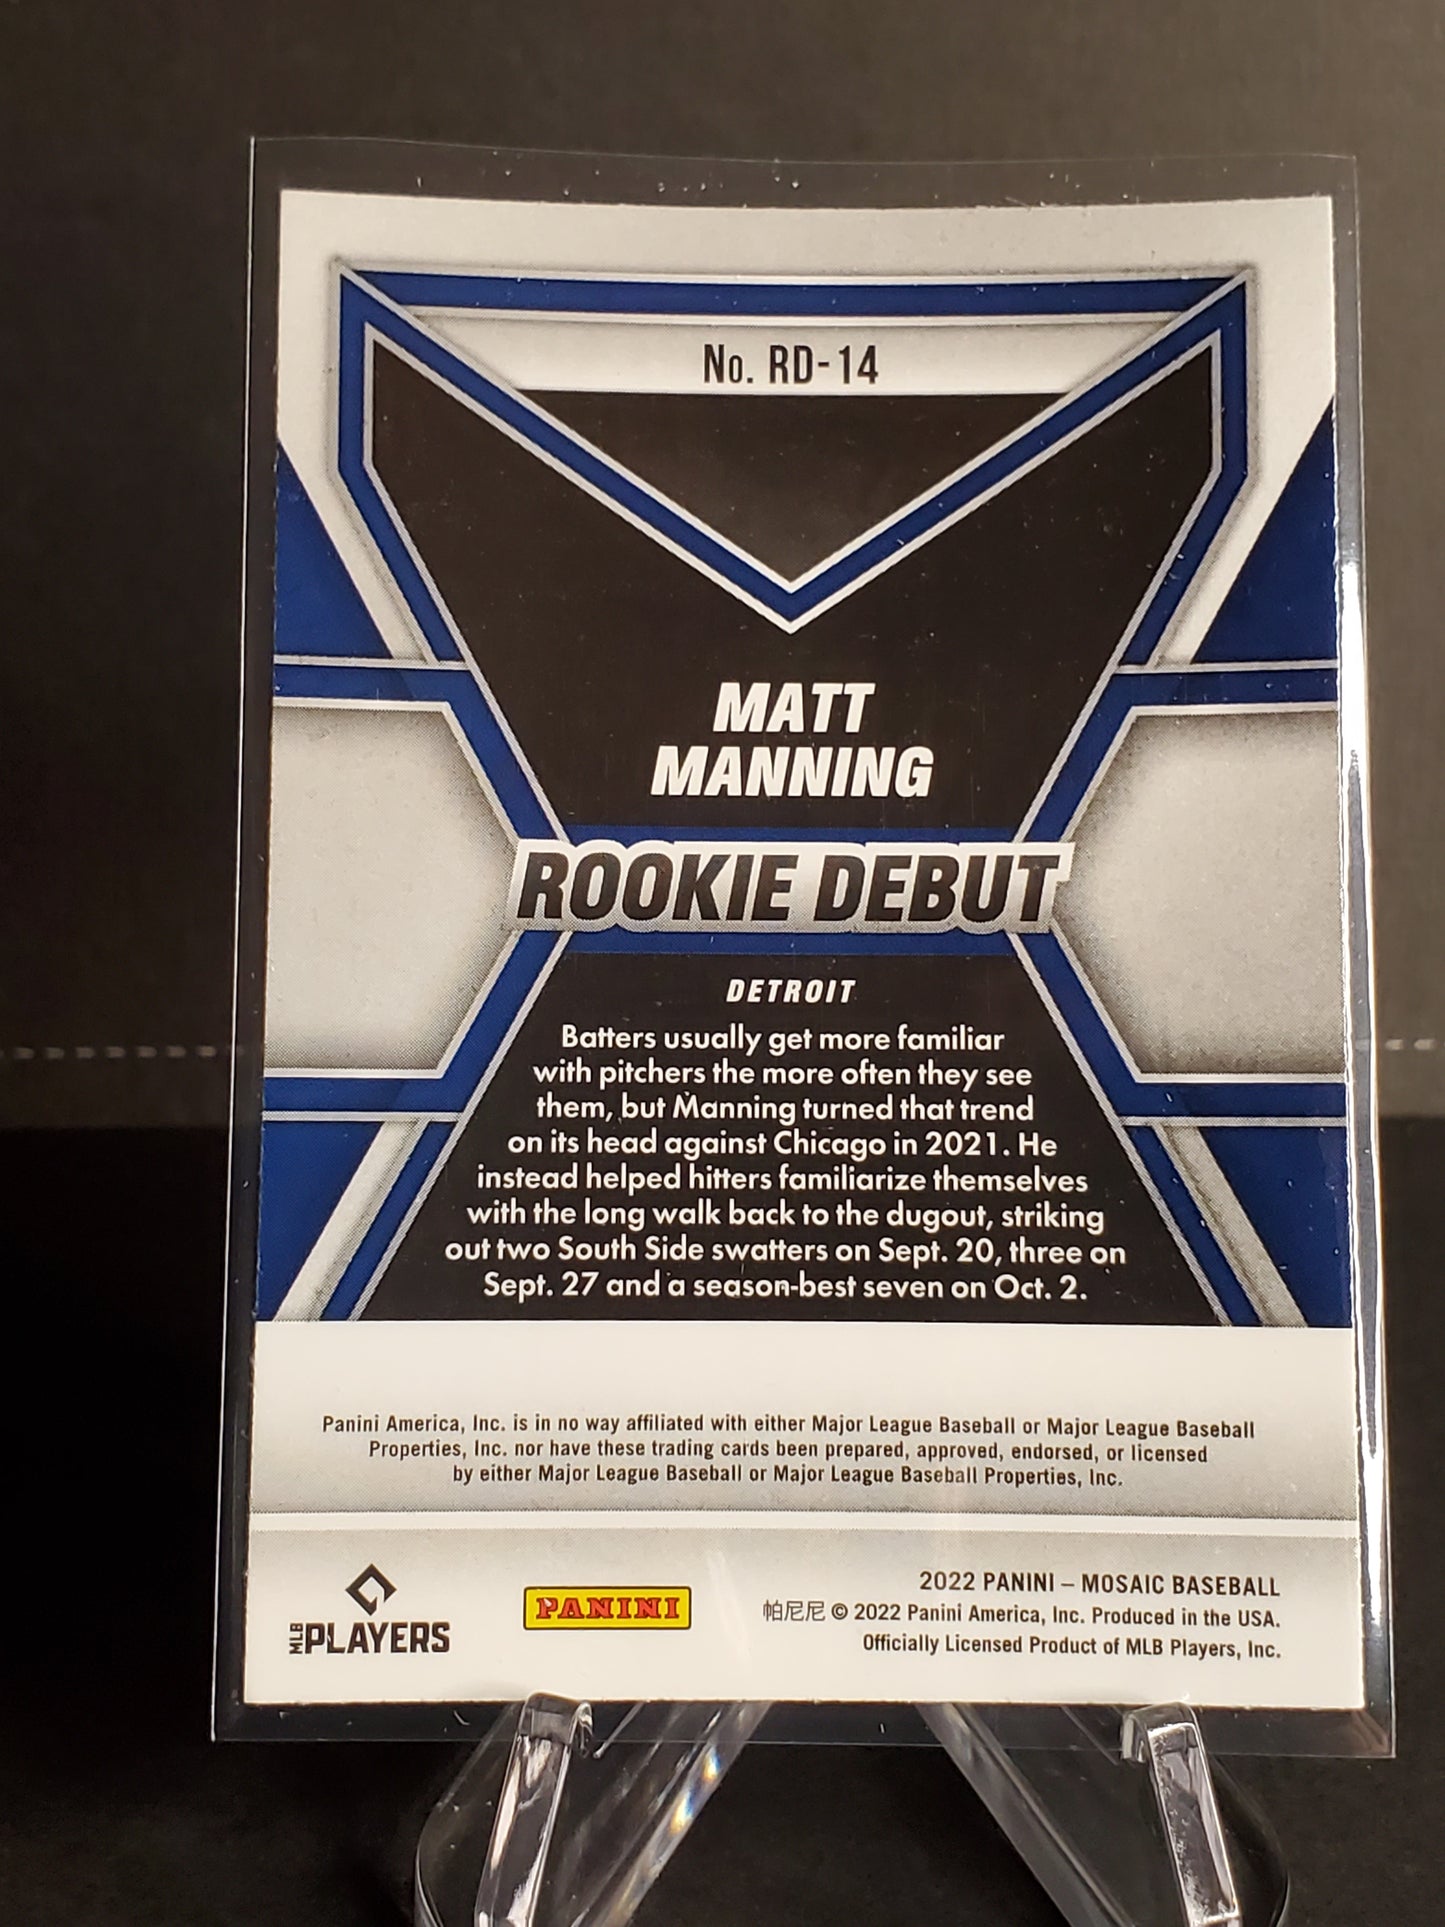 No. RD-14
MATT
MANNING
ROOKIE DEBUT
DETROIT
Batters usually get more familiar
with pitchers the more often they see
them, but Manning turned that trend
on its head against Chicago in 2021. He
instead helped hitters familiarize themselves
with the long walk back to the dugout, striking
out two South Side swatters on Sept. 20, three on
Sept. 27 and a season-best seven on Oct. 2.
Panini America, Inc. is in no way affiliated with either Major League Baseball or Major League Baseball
Properties, Inc. nor have these trading cards been prepared, approved, endorsed, or licensed
by either Major League Baseball or Major League Baseball Properties, Inc.
MLB PLAYERS
PANINI
2022 PANINI – MOSAIC BASEBALL
帕尼尼 © 2022 Panini America, Inc. Produced in the USA.
Officially Licensed Product of MLB Players, Inc.